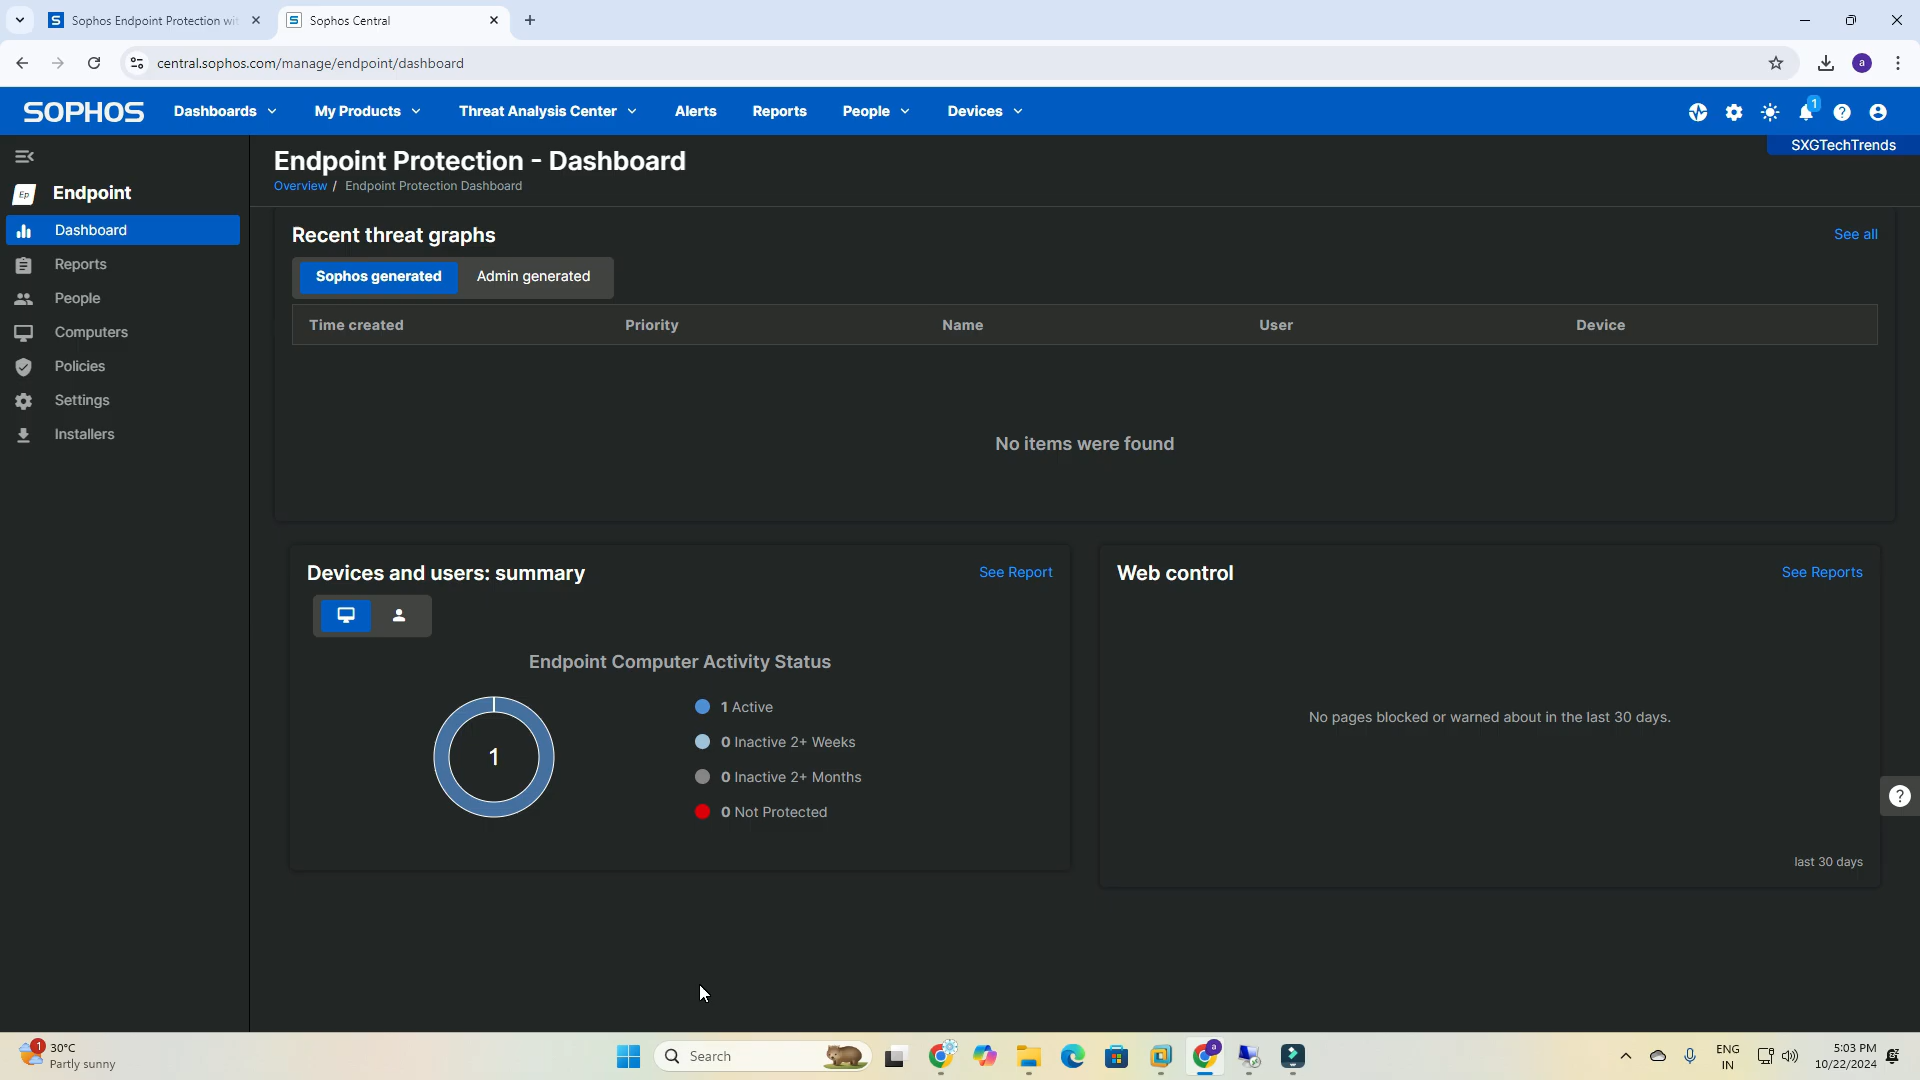 Sophos Endpoint Protection wit
Sophos Central
central.sophos.com/manage/endpoint/dashboard
a
SOPHOS
Dashboards
My Products
Threat Analysis Center
Alerts
Reports
People
Devices
1
SXGTechTrends
Ep
Endpoint
Dashboard
Reports
People
Computers
Policies
Settings
Installers
Endpoint Protection - Dashboard
Overview / Endpoint Protection Dashboard
Recent threat graphs
See all
Sophos generated
Admin generated
Time created
Priority
Name
User
Device
No items were found
Devices and users: summary
See Report
Endpoint Computer Activity Status
1
1 Active
0 Inactive 2+ Weeks
0 Inactive 2+ Months
0 Not Protected
Web control
See Reports
No pages blocked or warned about in the last 30 days.
last 30 days
?
1
30°C
Partly sunny
Search
a
ENG
IN
5:03 PM
10/22/2024